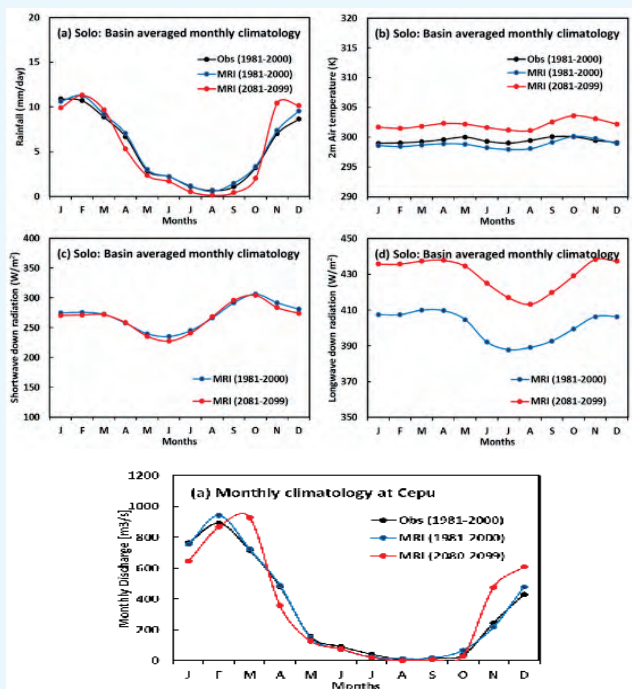 (a) Solo: Basin averaged monthly climatology
Obs (1981-2000)
MRI (1981-2000)
MRI (2081-2099)
Rainfall (mm/day)
20
15
10
5
0
J F M A M J J A S O N D
Months
(b) Solo: Basin averaged monthly climatology
Obs (1981-2000)
MRI (1981-2000)
MRI (2081-2099)
2m Air temperature (K)
320
315
310
305
300
295
290
J F M A M J J A S O N D
Months
(c) Solo: Basin averaged monthly climatology
MRI (1981-2000)
MRI (2081-2099)
Shortwave down radiation (W/m²)
400
350
300
250
200
150
100
J F M A M J J A S O N D
Months
(d) Solo: Basin averaged monthly climatology
MRI (1981-2000)
MRI (2081-2099)
Longwave down radiation (W/m²)
450
430
410
390
370
350
J F M A M J J A S O N D
Months
(a) Monthly climatology at Cepu
Obs (1981-2000)
MRI (1981-2000)
MRI (2080-2099)
Monthly Discharge [m3/s]
1200
1000
800
600
400
200
0
J F M A M J J A S O N D
Months